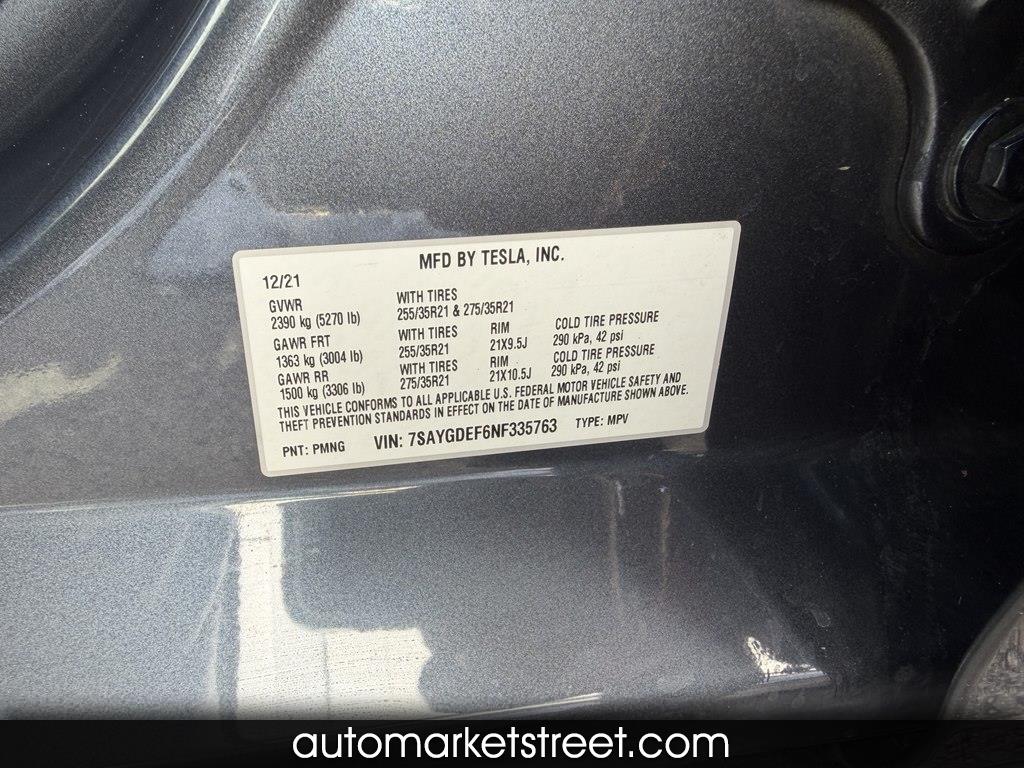 MFD BY TESLA, INC.
12/21
GVWR
2390 kg (5270 lb)
WITH TIRES
255/35R21 & 275/35R21
GAWR FRT
1363 kg (3004 lb)
WITH TIRES
255/35R21
RIM
21X9.5J
COLD TIRE PRESSURE
290 kPa, 42 psi
GAWR RR
1500 kg (3306 lb)
WITH TIRES
275/35R21
RIM
21X10.5J
COLD TIRE PRESSURE
290 kPa, 42 psi
THIS VEHICLE CONFORMS TO ALL APPLICABLE U.S. FEDERAL MOTOR VEHICLE SAFETY AND
THEFT PREVENTION STANDARDS IN EFFECT ON THE DATE OF MANUFACTURE SHOWN ABOVE.
PNT: PMNG VIN: 7SAYGDEF6NF335763 TYPE: MPV
automarketstreet.com